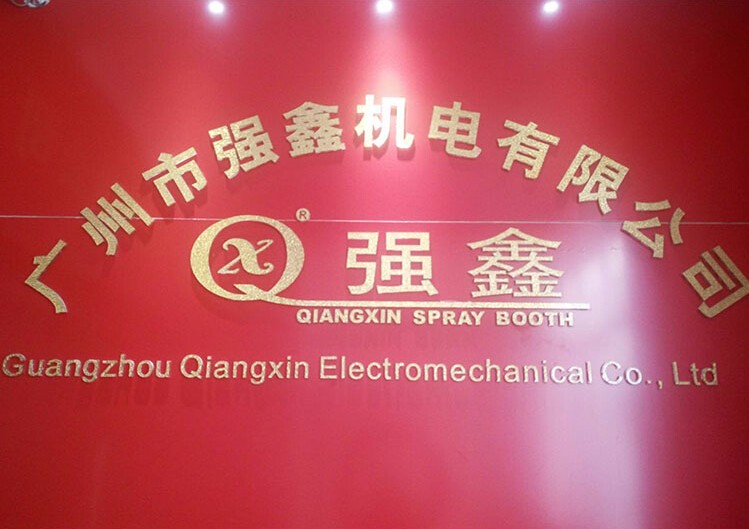 广州市强鑫机电有限公司
QX® 强鑫
QIANGXIN SPRAY BOOTH
Guangzhou Qiangxin Electromechanical Co., Ltd